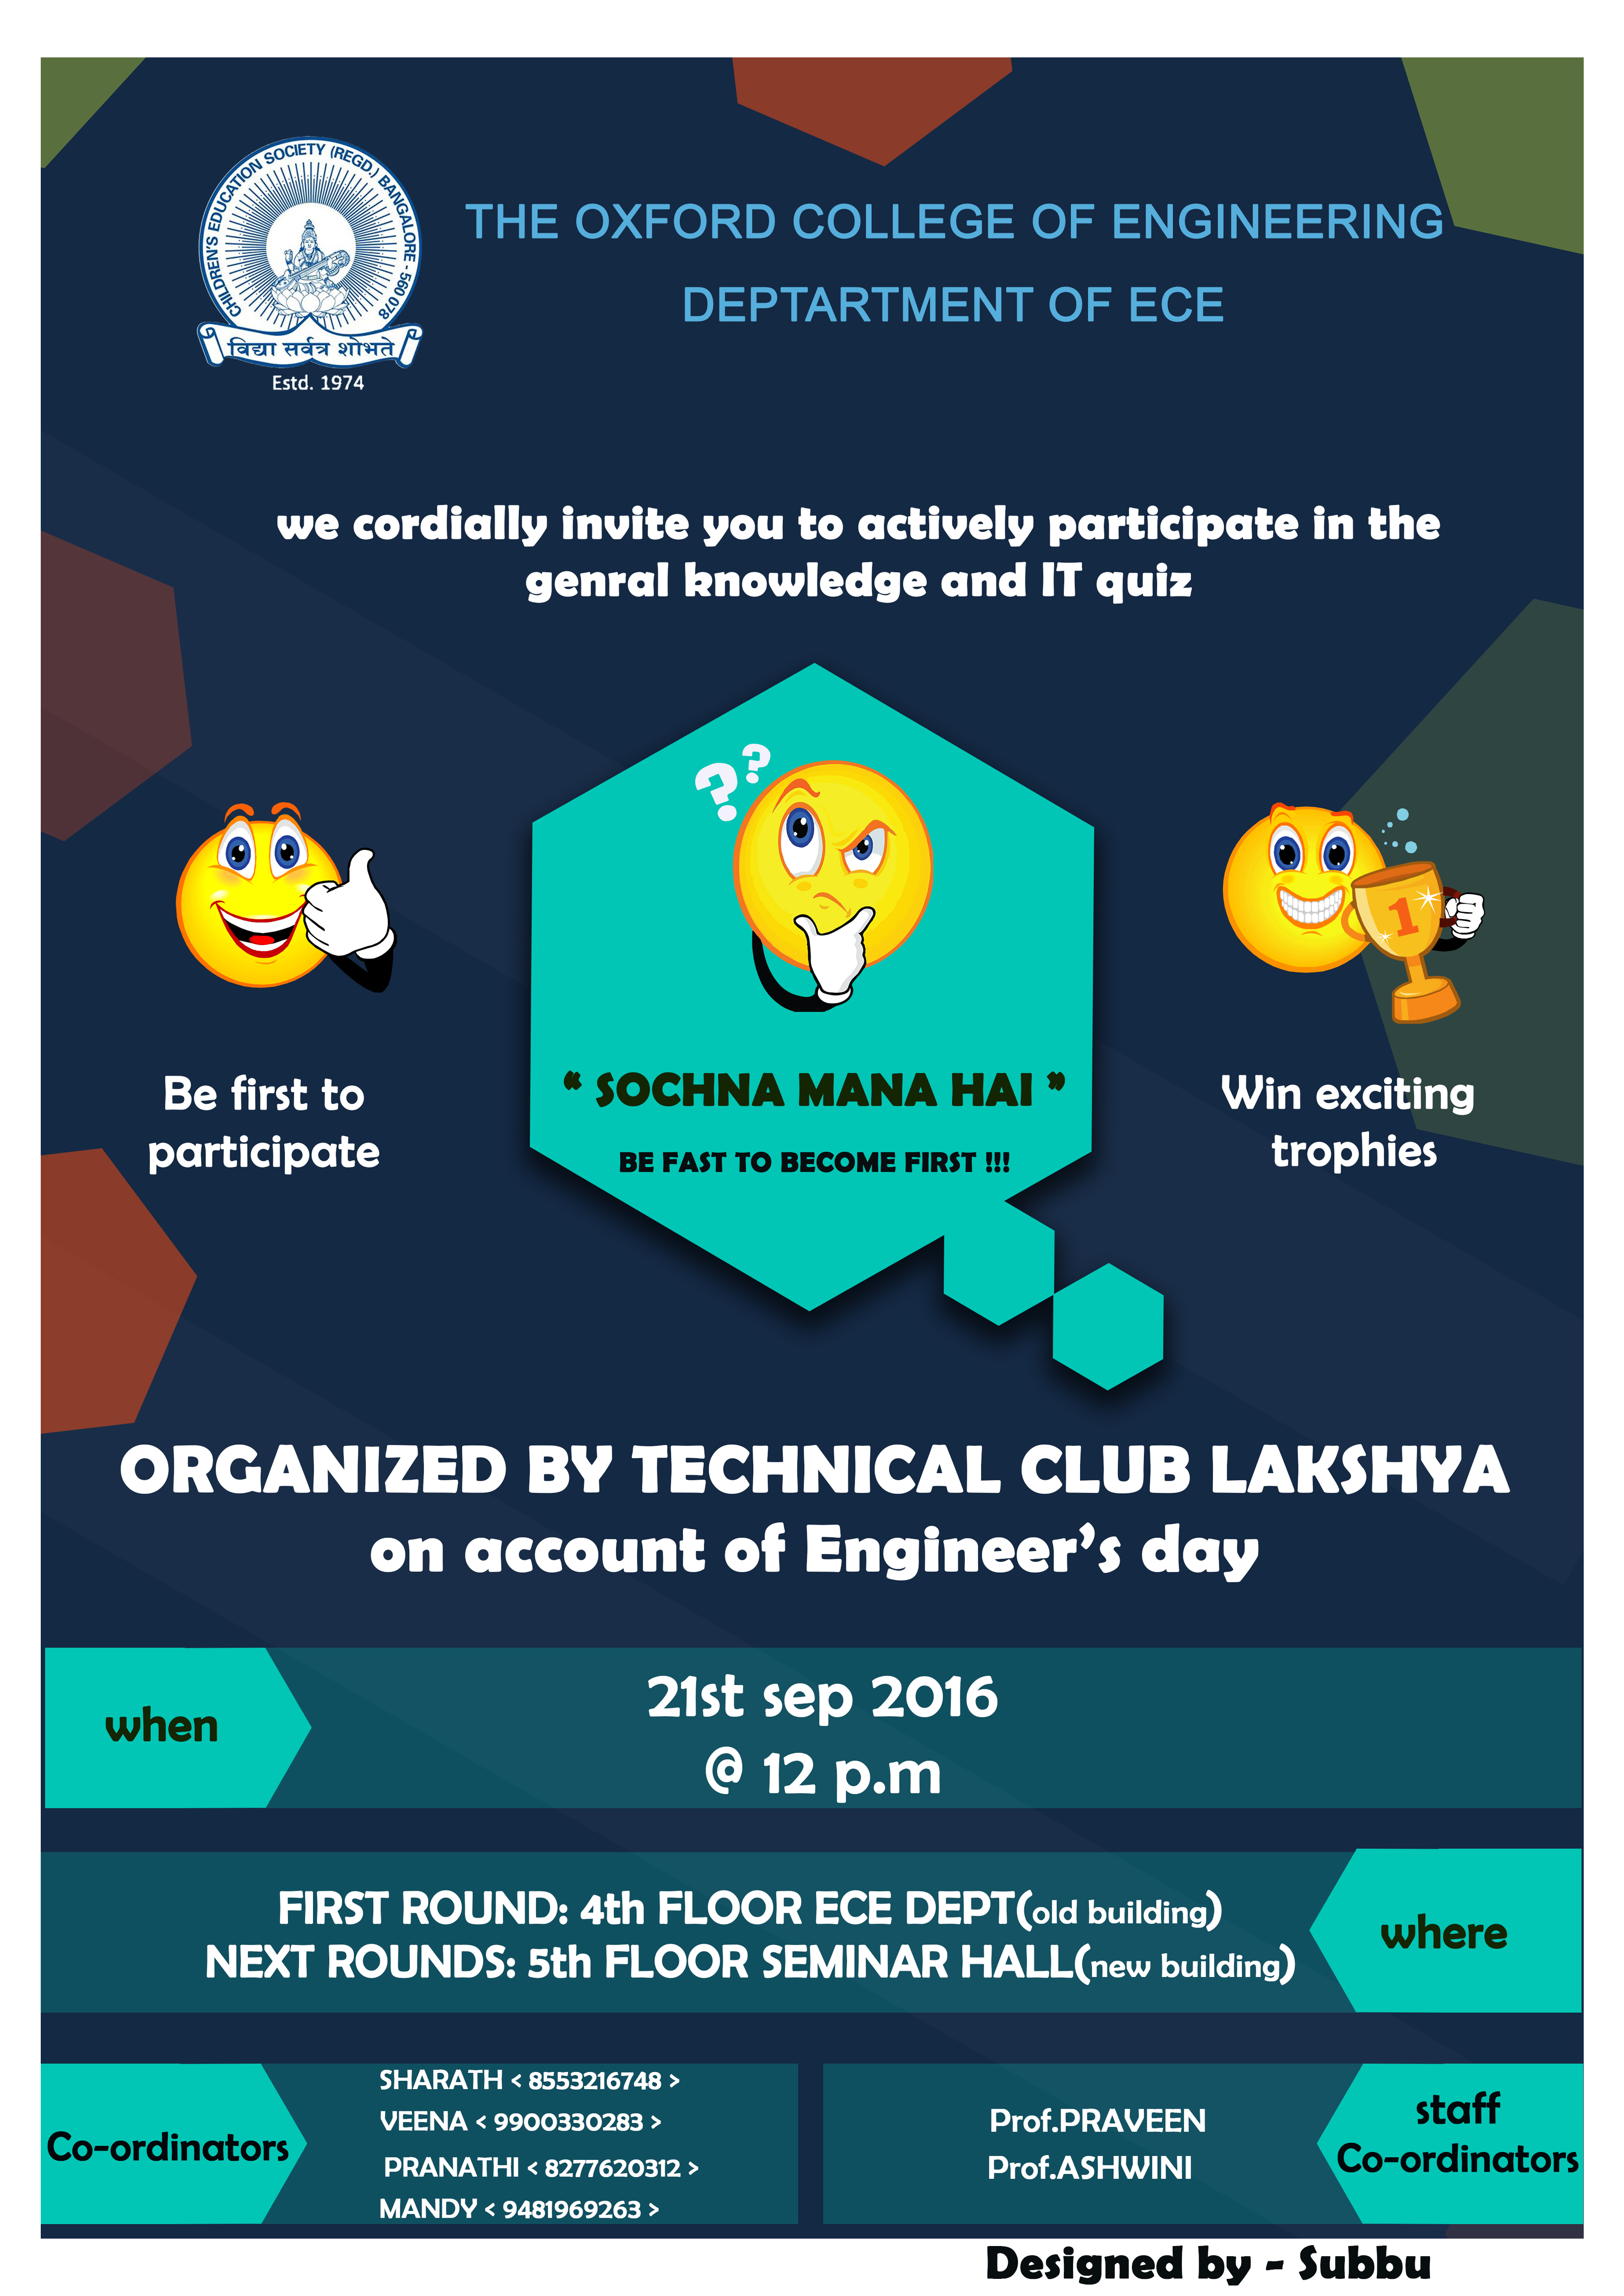 CHILDREN'S EDUCATION SOCIETY (REGD.) BANGALORE - 560 078
विद्या सर्वत्र शोभते
Estd. 1974
THE OXFORD COLLEGE OF ENGINEERING
DEPTARTMENT OF ECE
we cordially invite you to actively participate in the
genral knowledge and IT quiz
??
1
“ SOCHNA MANA HAI ”
BE FAST TO BECOME FIRST !!!
Be first to
participate
Win exciting
trophies
ORGANIZED BY TECHNICAL CLUB LAKSHYA
on account of Engineer’s day
when
21st sep 2016
@ 12 p.m
FIRST ROUND: 4th FLOOR ECE DEPT(old building)
NEXT ROUNDS: 5th FLOOR SEMINAR HALL(new building)
where
Co-ordinators
SHARATH < 8553216748 >
VEENA < 9900330283 >
PRANATHI < 8277620312 >
MANDY < 9481969263 >
Prof.PRAVEEN
Prof.ASHWINI
staff
Co-ordinators
Designed by - Subbu